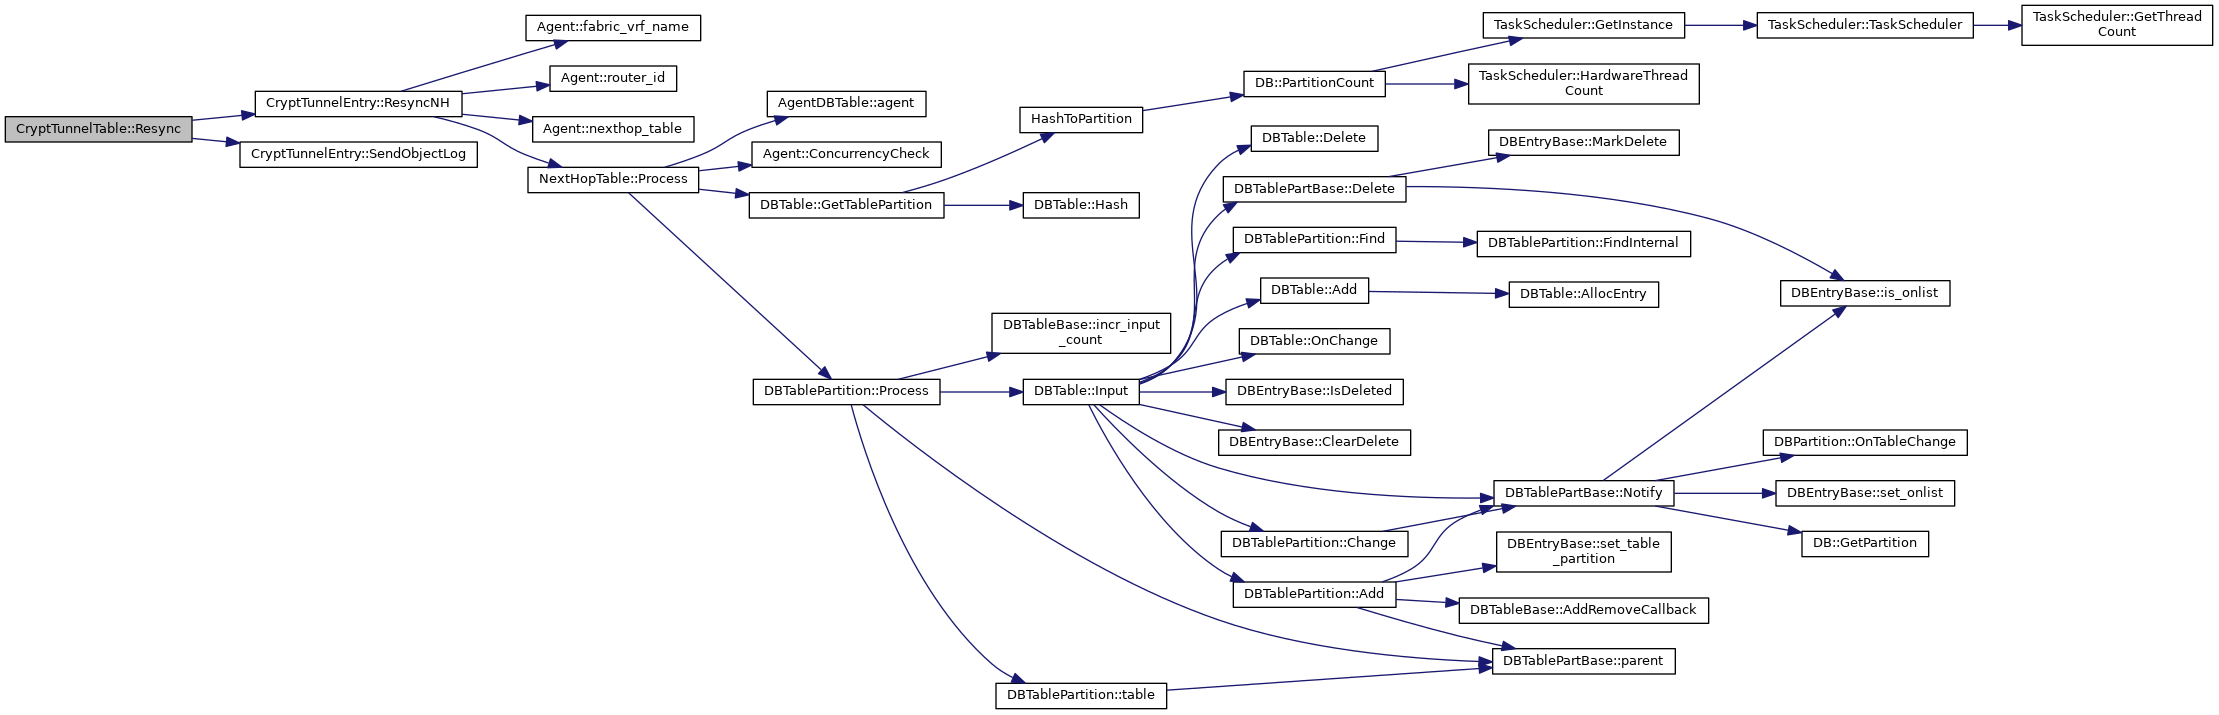 CryptTunnelTable::Resync
CryptTunnelEntry::ResyncNH
CryptTunnelEntry::SendObjectLog
Agent::fabric_vrf_name
Agent::router_id
Agent::nexthop_table
NextHopTable::Process
AgentDBTable::agent
Agent::ConcurrencyCheck
DBTable::GetTablePartition
DBTablePartition::Process
HashToPartition
DBTable::Hash
DBTableBase::incr_input
_count
DBTable::Input
DBTablePartition::table
DB::PartitionCount
DBTable::Delete
DBTablePartBase::Delete
DBTablePartition::Find
DBTable::Add
DBTable::OnChange
DBEntryBase::IsDeleted
DBEntryBase::ClearDelete
DBTablePartition::Change
DBTablePartition::Add
TaskScheduler::GetInstance
TaskScheduler::HardwareThread
Count
DBEntryBase::MarkDelete
DBTablePartition::FindInternal
DBTable::AllocEntry
DBTablePartBase::Notify
DBEntryBase::set_table
_partition
DBTableBase::AddRemoveCallback
DBTablePartBase::parent
TaskScheduler::TaskScheduler
DBEntryBase::is_onlist
DBPartition::OnTableChange
DBEntryBase::set_onlist
DB::GetPartition
TaskScheduler::GetThread
Count